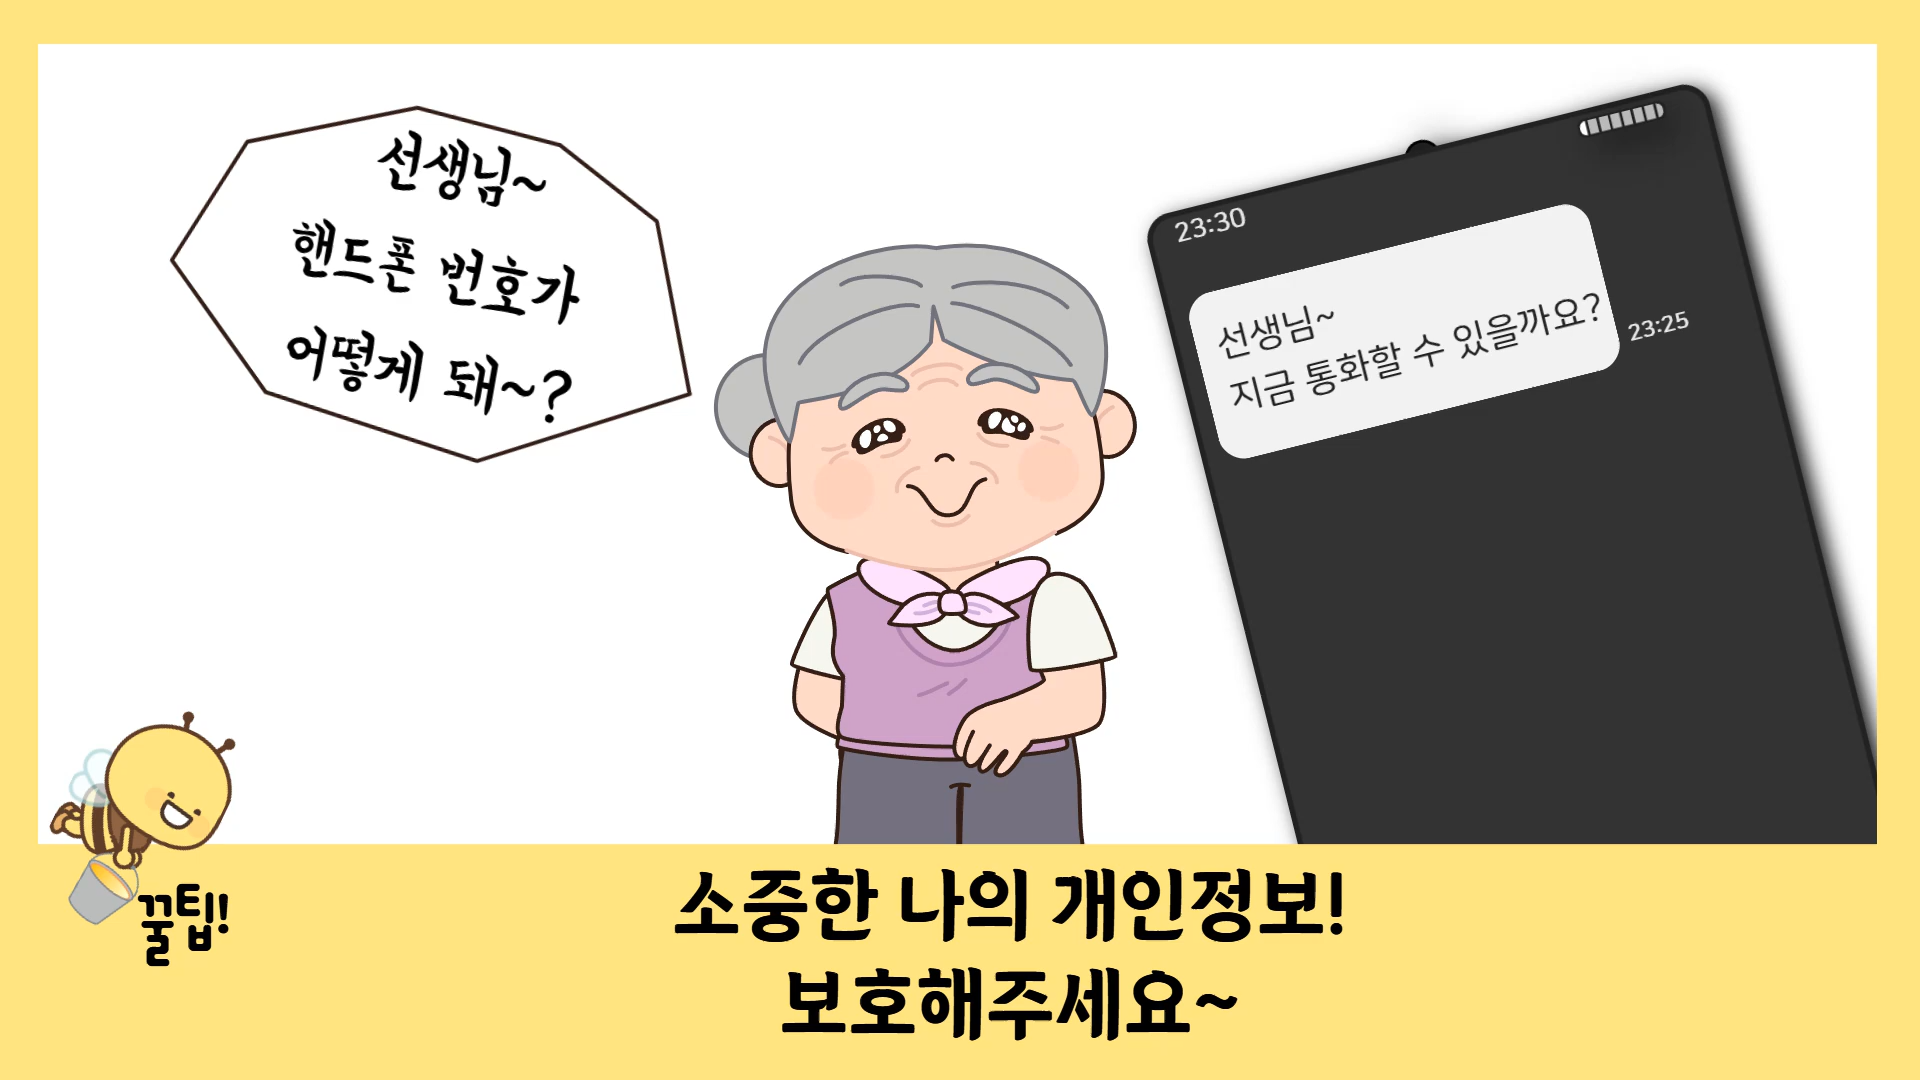 선생님~
핸드폰 번호가
어떻게 돼~?
23:30
선생님~
지금 통화할 수 있을까요?
23:25
꿀팁!
소중한 나의 개인정보!
보호해주세요~